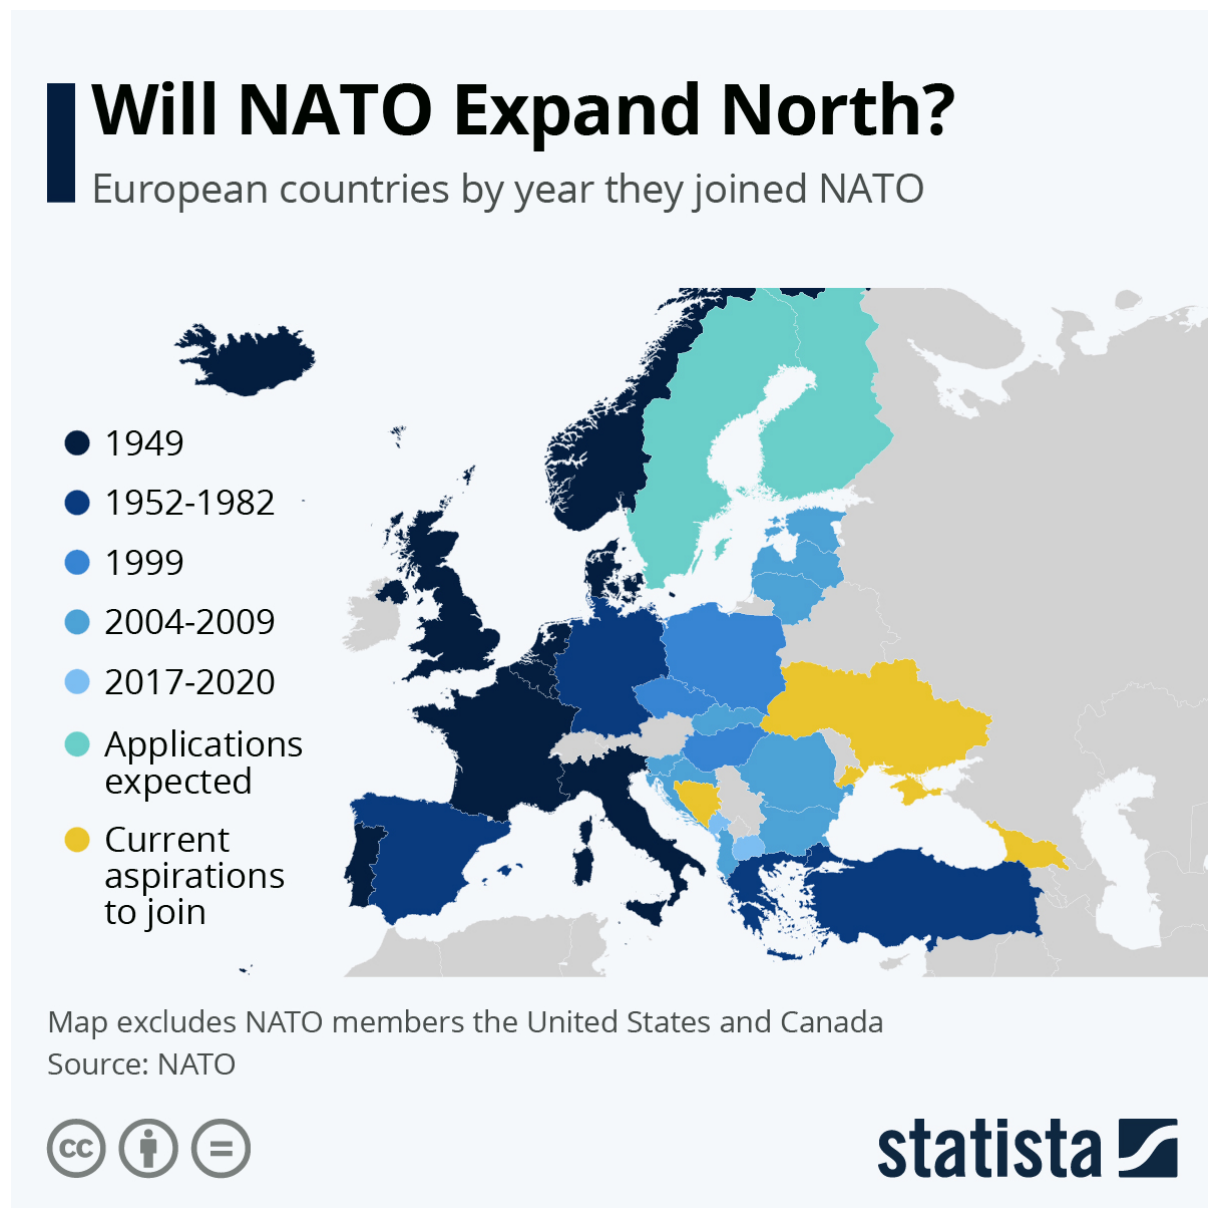 Will NATO Expand North?
European countries by year they joined NATO
1949
1952-1982
1999
2004-2009
2017-2020
Applications
expected
Current
aspirations
to join
Map excludes NATO members the United States and Canada
Source: NATO
cc
statista